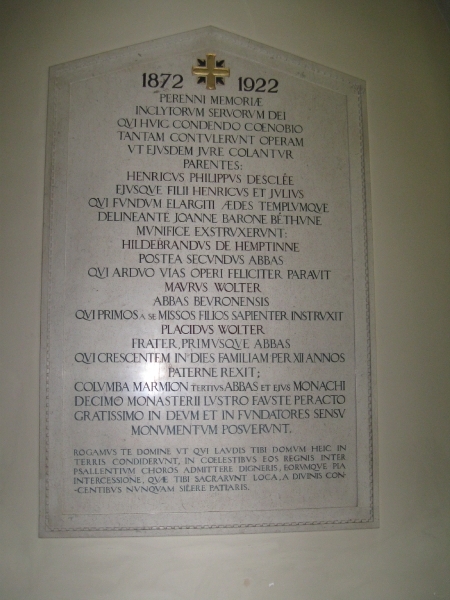 1872 1922
PERENNI MEMORIÆ
INCLYTORVM SERVORVM DEI
QVI HVIC CONDENDO COENOBIO
TANTAM CONTVLERVNT OPERAM
VT EJVSDEM JVRE COLANTVR
PARENTES:
HENRICVS PHILIPPVS DESCLÉE
EJVSQVE FILII HENRICVS ET JVLIVS
QVI FVNDVM ELARGITI ÆDES TEMPLVMQVE
DELINEANTE JOANNE BARONE BÉTHVNE
MVNIFICE EXSTRVXERVNT:
HILDEBRANDVS DE HEMPTINNE
POSTEA SECVNDVS ABBAS
QVI ARDVO VIAS OPERI FELICITER PARAVIT
MAVRVS WOLTER
ABBAS BEVRONENSIS
QVI PRIMOS A SE MISSOS FILIOS SAPIENTER INSTRVXIT
PLACIDVS WOLTER
FRATER, PRIMVSQVE ABBAS
QVI CRESCENTEM IN DIES FAMILIAM PER XII ANNOS
PATERNE REXIT;
COLVMBA MARMION TERTIVS ABBAS ET EJVS MONACHI
DECIMO MONASTERII LVSTRO FAVSTE PERACTO
GRATISSIMO IN DEVM ET IN FVNDATORES SENSV
MONVMENTVM POSVERVNT.
ROGAMVS TE DOMINE VT QVI LAVDIS TIBI DOMVM HEIC IN
TERRIS CONDIDERVNT, IN COELESTIBVS EOS REGNIS INTER
PSALLENTIVM CHOROS ADMITTERE DIGNERIS, EORVMQVE PIA
INTERCESSIONE, QVÆ TIBI SACRARVNT LOCA, A DIVINIS CON-
-CENTIBVS NVNQVAM SILERE PATIARIS.